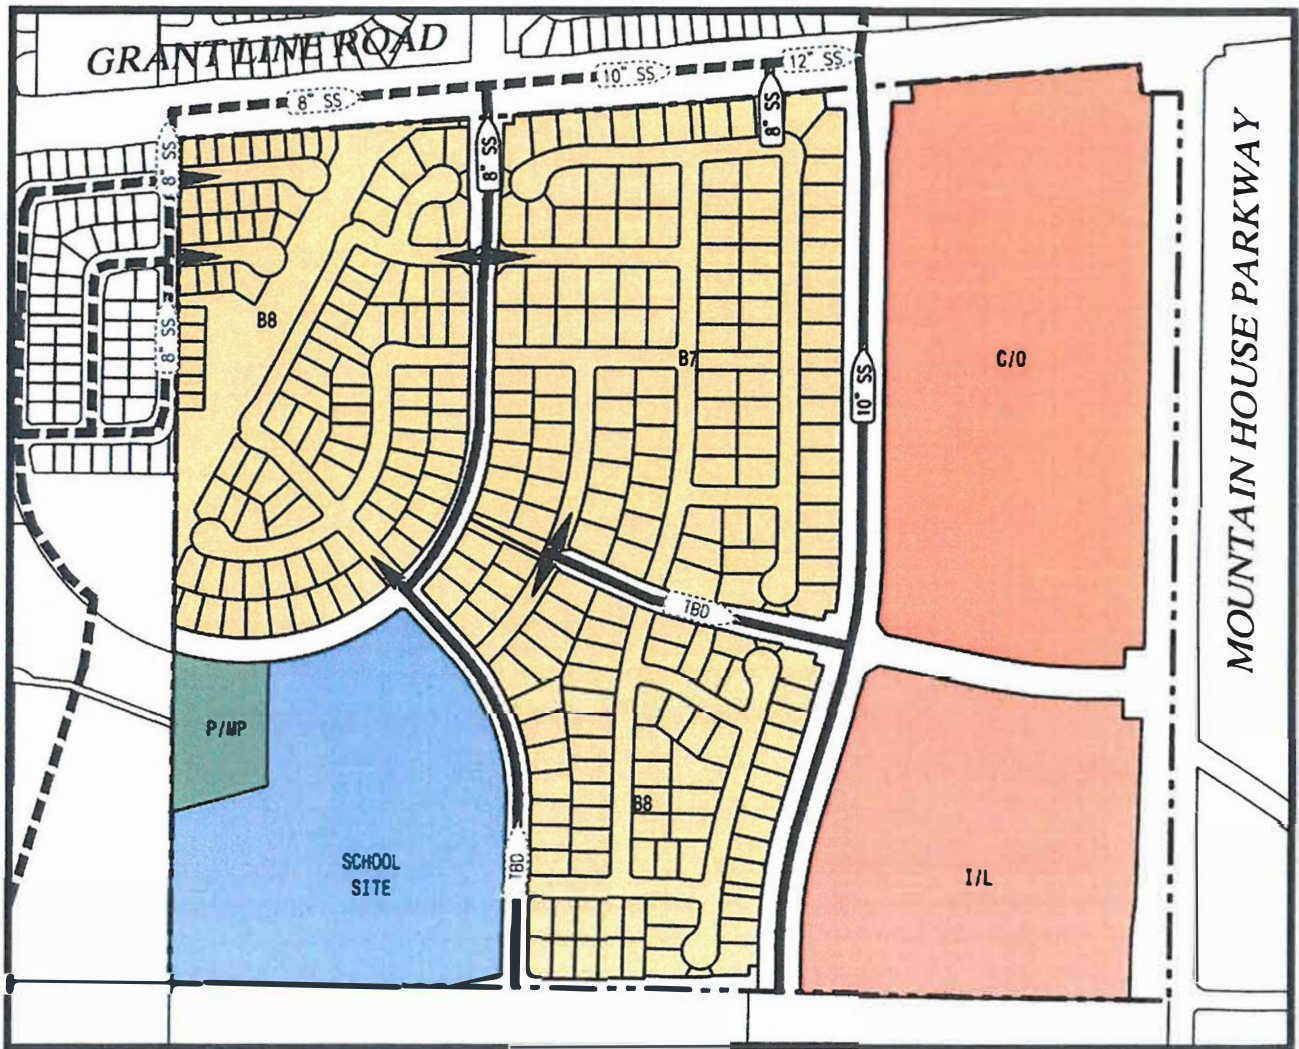 GRANT LINE ROAD
8" SS
10" SS
12" SS
8" SS
8" SS
8" SS
8" SS
10" SS
B8
B7
C/O
MOUNTAIN HOUSE PARKWAY
TBD
P/MP
B8
SCHOOL
SITE
TBD
I/L